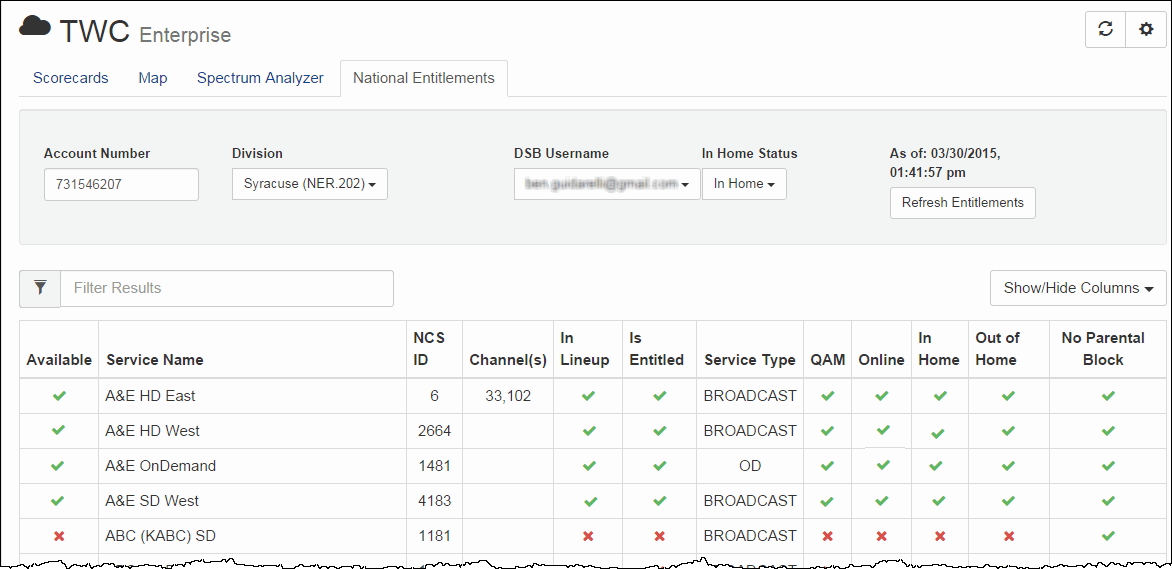 TWC Enterprise
Scorecards Map Spectrum Analyzer National Entitlements
Account Number Division DSB Username In Home Status As of: 03/30/2015,
01:41:57 pm
731546207 Syracuse (NER.202) In Home
Refresh Entitlements
Filter Results Show/Hide Columns
Available Service Name NCS ID Channel(s) In Lineup Is Entitled Service Type QAM Online In Home Out of Home No Parental Block
A&E HD East 6 33,102 BROADCAST
A&E HD West 2664 BROADCAST
A&E OnDemand 1481 OD
A&E SD West 4183 BROADCAST
ABC (KABC) SD 1181 BROADCAST